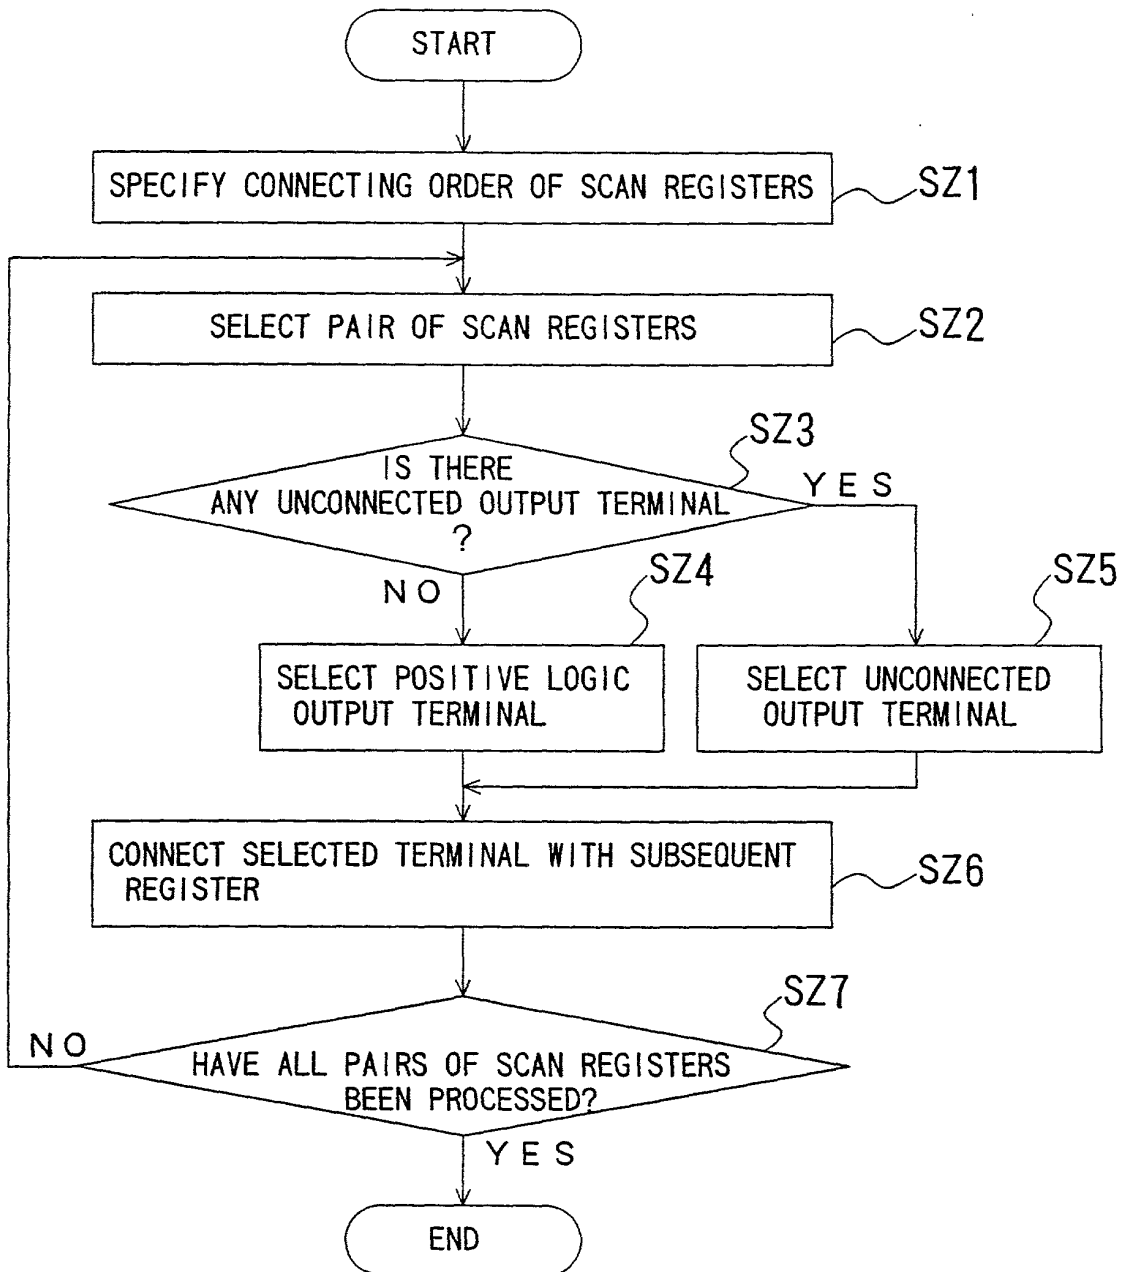 START
SPECIFY CONNECTING ORDER OF SCAN REGISTERS
SZ1
SELECT PAIR OF SCAN REGISTERS
SZ2
SZ3
IS THERE
ANY UNCONNECTED OUTPUT TERMINAL
?
YES
NO
SZ4
SZ5
SELECT POSITIVE LOGIC
OUTPUT TERMINAL
SELECT UNCONNECTED
OUTPUT TERMINAL
CONNECT SELECTED TERMINAL WITH SUBSEQUENT
REGISTER
SZ6
SZ7
NO
HAVE ALL PAIRS OF SCAN REGISTERS
BEEN PROCESSED?
YES
END